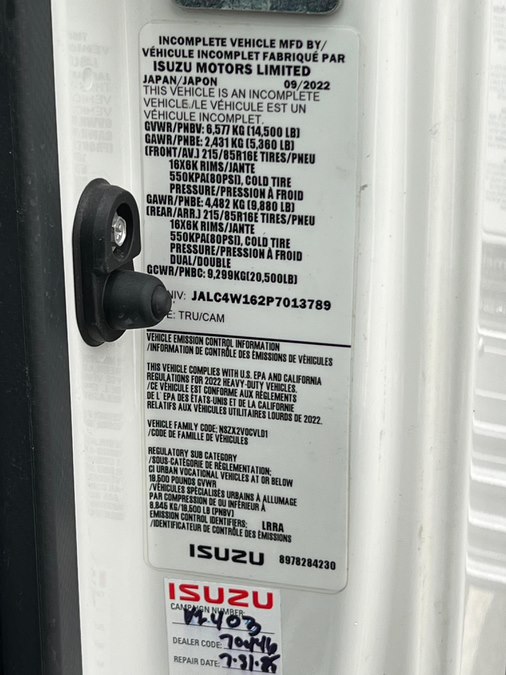 INCOMPLETE VEHICLE MFD BY/
VÉHICULE INCOMPLET FABRIQUÉ PAR
ISUZU MOTORS LIMITED
JAPAN/JAPON 09/2022
THIS VEHICLE IS AN INCOMPLETE
VEHICLE./LE VÉHICULE EST UN
VÉHICULE INCOMPLET.
GVWR/PNBV: 6,577 KG (14,500 LB)
GAWR/PNBE: 2,431 KG (5,360 LB)
(FRONT/AV.) 215/85R16E TIRES/PNEU
16X6K RIMS/JANTE
550KPA(80PSI), COLD TIRE
PRESSURE/PRESSION À FROID
GAWR/PNBE: 4,482 KG (9,880 LB)
(REAR/ARR.) 215/85R16E TIRES/PNEU
16X6K RIMS/JANTE
550KPA(80PSI), COLD TIRE
PRESSURE/PRESSION À FROID
DUAL/DOUBLE
GCWR/PNBC: 9,299KG(20,500LB)
NIV: JALC4W162P7013789
E: TRU/CAM
VEHICLE EMISSION CONTROL INFORMATION
/INFORMATION DE CONTRÔLE DES ÉMISSIONS DE VÉHICULES
THIS VEHICLE COMPLIES WITH U.S. EPA AND CALIFORNIA
REGULATIONS FOR 2022 HEAVY-DUTY VEHICLES.
/CE VÉHICULE EST CONFORME AUX RÈGLEMENTS
DE L' EPA DES ÉTATS-UNIS ET DE LA CALIFORNIE
RELATIFS AUX VÉHICULES UTILITAIRES LOURDS DE 2022.
VEHICLE FAMILY CODE: NSZX2VOCVLD1
/CODE DE FAMILLE DE VÉHICULES
REGULATORY SUB CATEGORY
/SOUS-CATÉGORIE DE RÉGLEMENTATION:
CI URBAN VOCATIONAL VEHICLES AT OR BELOW
19,500 POUNDS GVWR
/VÉHICULES SPÉCIALISÉS URBAINS À ALLUMAGE
PAR COMPRESSION DE OU INFÉRIEUR À
8,845 KG/19,500 LB (PNBV)
EMISSION CONTROL IDENTIFIERS: LRRA
/IDENTIFICATEUR DE CONTRÔLE DES ÉMISSIONS
ISUZU 8978284230
ISUZU
CAMPAIGN NUMBER:
M403
DEALER CODE: 70446
REPAIR DATE: 7-31-25